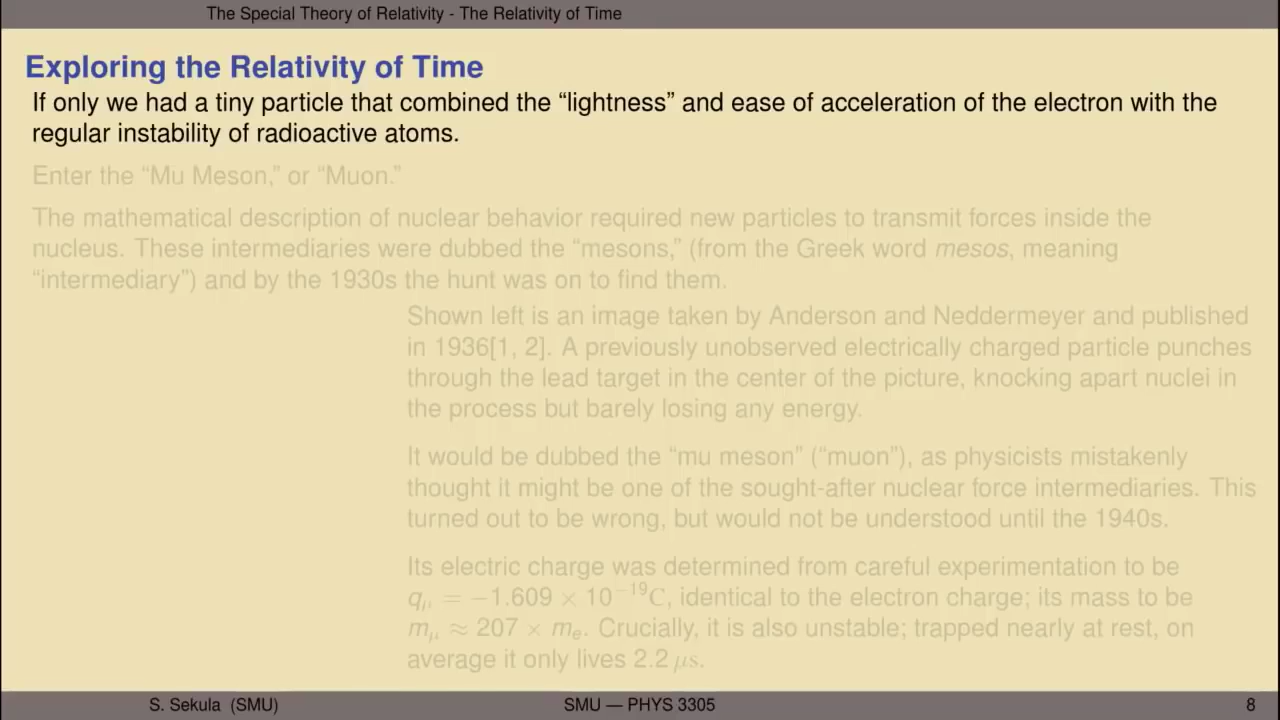 The Special Theory of Relativity - The Relativity of Time
Exploring the Relativity of Time
If only we had a tiny particle that combined the “lightness” and ease of acceleration of the electron with the
regular instability of radioactive atoms.
Enter the “Mu Meson,” or “Muon.”
The mathematical description of nuclear behavior required new particles to transmit forces inside the
nucleus. These intermediaries were dubbed the “mesons,” (from the Greek word mesos, meaning
“intermediary”) and by the 1930s the hunt was on to find them.
Shown left is an image taken by Anderson and Neddermeyer and published
in 1936[1, 2]. A previously unobserved electrically charged particle punches
through the lead target in the center of the picture, knocking apart nuclei in
the process but barely losing any energy.
It would be dubbed the “mu meson” (“muon”), as physicists mistakenly
thought it might be one of the sought-after nuclear force intermediaries. This
turned out to be wrong, but would not be understood until the 1940s.
Its electric charge was determined from careful experimentation to be
qμ = −1.609 × 10⁻¹⁹C, identical to the electron charge; its mass to be
mμ ≈ 207 × me. Crucially, it is also unstable; trapped nearly at rest, on
average it only lives 2.2 μs.
S. Sekula (SMU) SMU — PHYS 3305 8